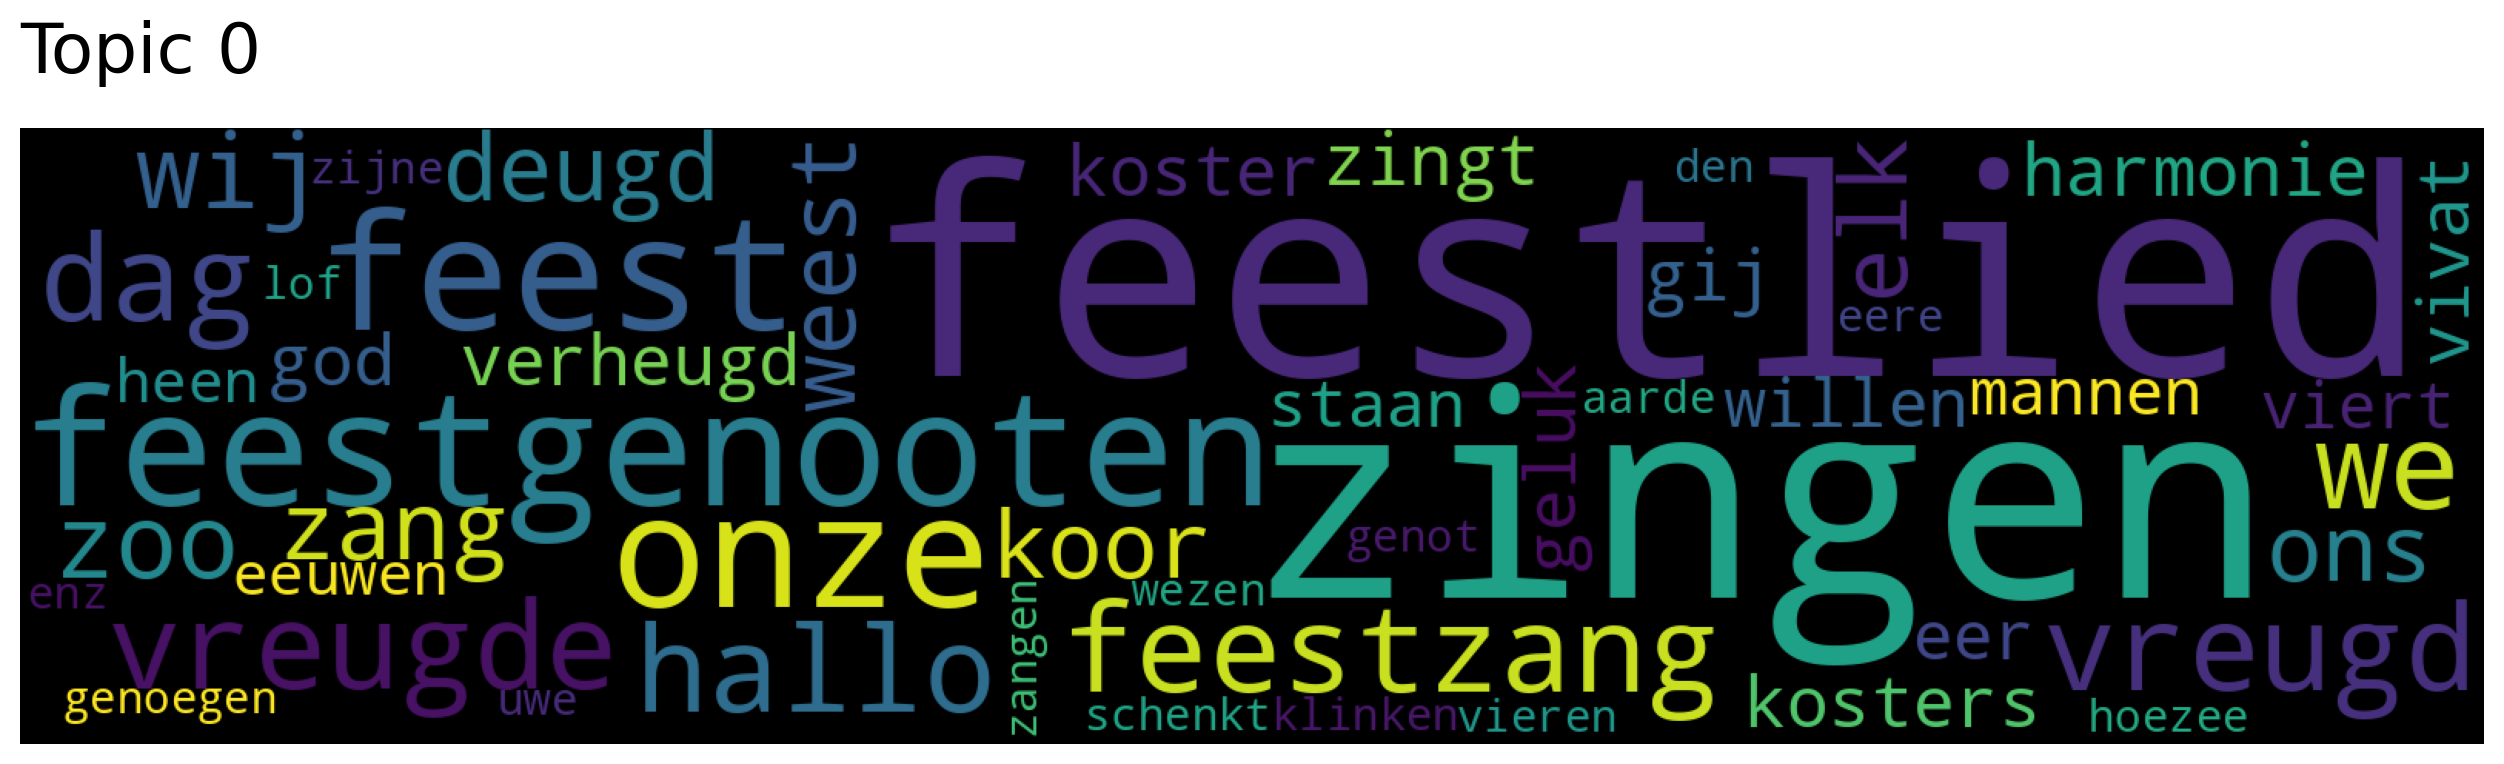 Topic 0
wij zijne deugd weest koster zingt den elk harmonie vivat
dag lof feest feestlied gij eere
heen god verheugd staan geluk aarde willen mannen viert
feestgenooten zingen we
zoo zang onze koor genot ons
enz eeuwen zangen wezen
vreugde hallo feestzang eer vreugd
genoegen uwe schenkt klinken vieren kosters hoezee